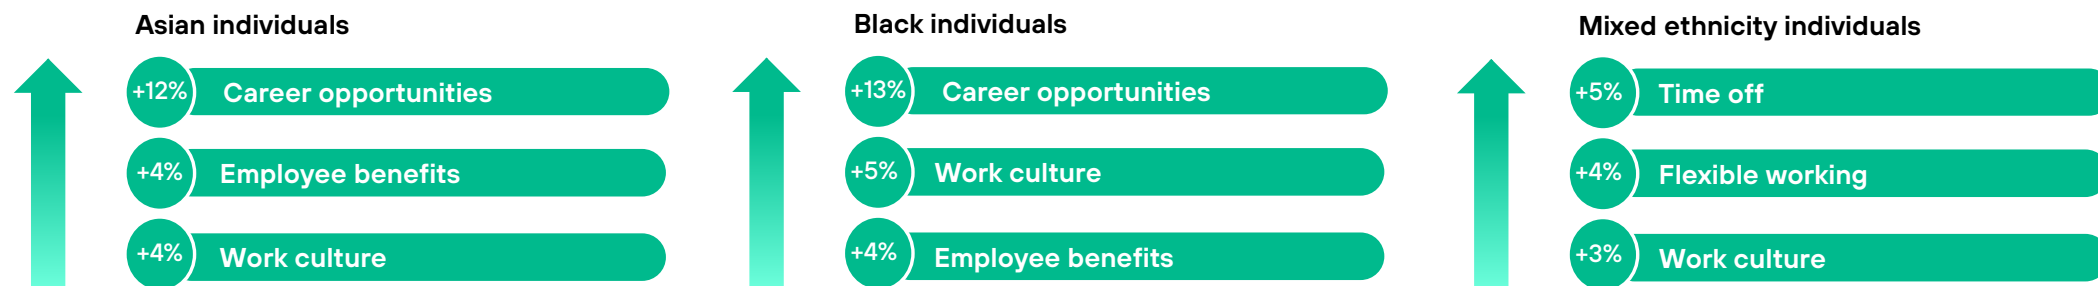 Asian individuals
+12% Career opportunities
+4% Employee benefits
+4% Work culture
Black individuals
+13% Career opportunities
+5% Work culture
+4% Employee benefits
Mixed ethnicity individuals
+5% Time off
+4% Flexible working
+3% Work culture